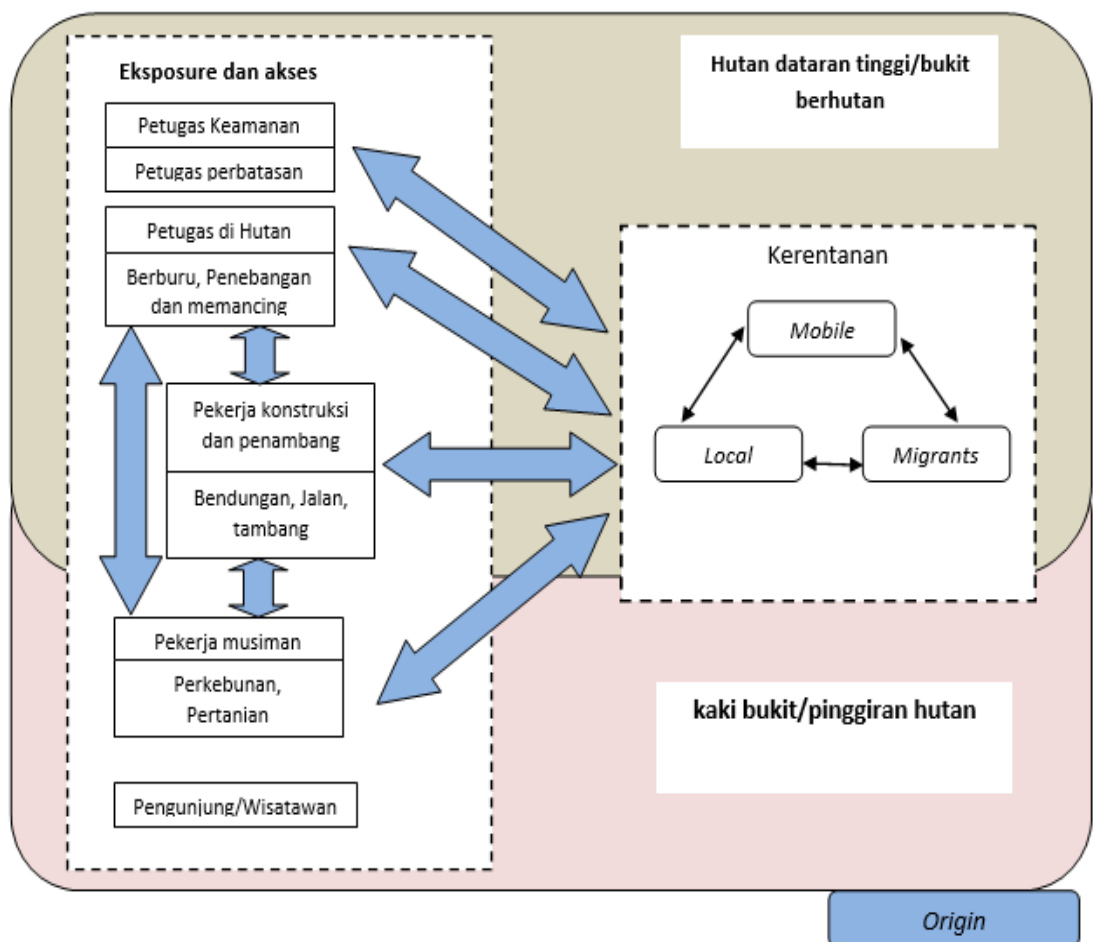 Eksposure dan akses
Petugas Keamanan
Petugas perbatasan
Petugas di Hutan
Berburu, Penebangan
dan memancing
Pekerja konstruksi
dan penambang
Bendungan, Jalan,
tambang
Pekerja musiman
Perkebunan,
Pertanian
Pengunjung/Wisatawan
Hutan dataran tinggi/bukit
berhutan
Kerentanan
Mobile
Local
Migrants
kaki bukit/pinggiran hutan
Origin